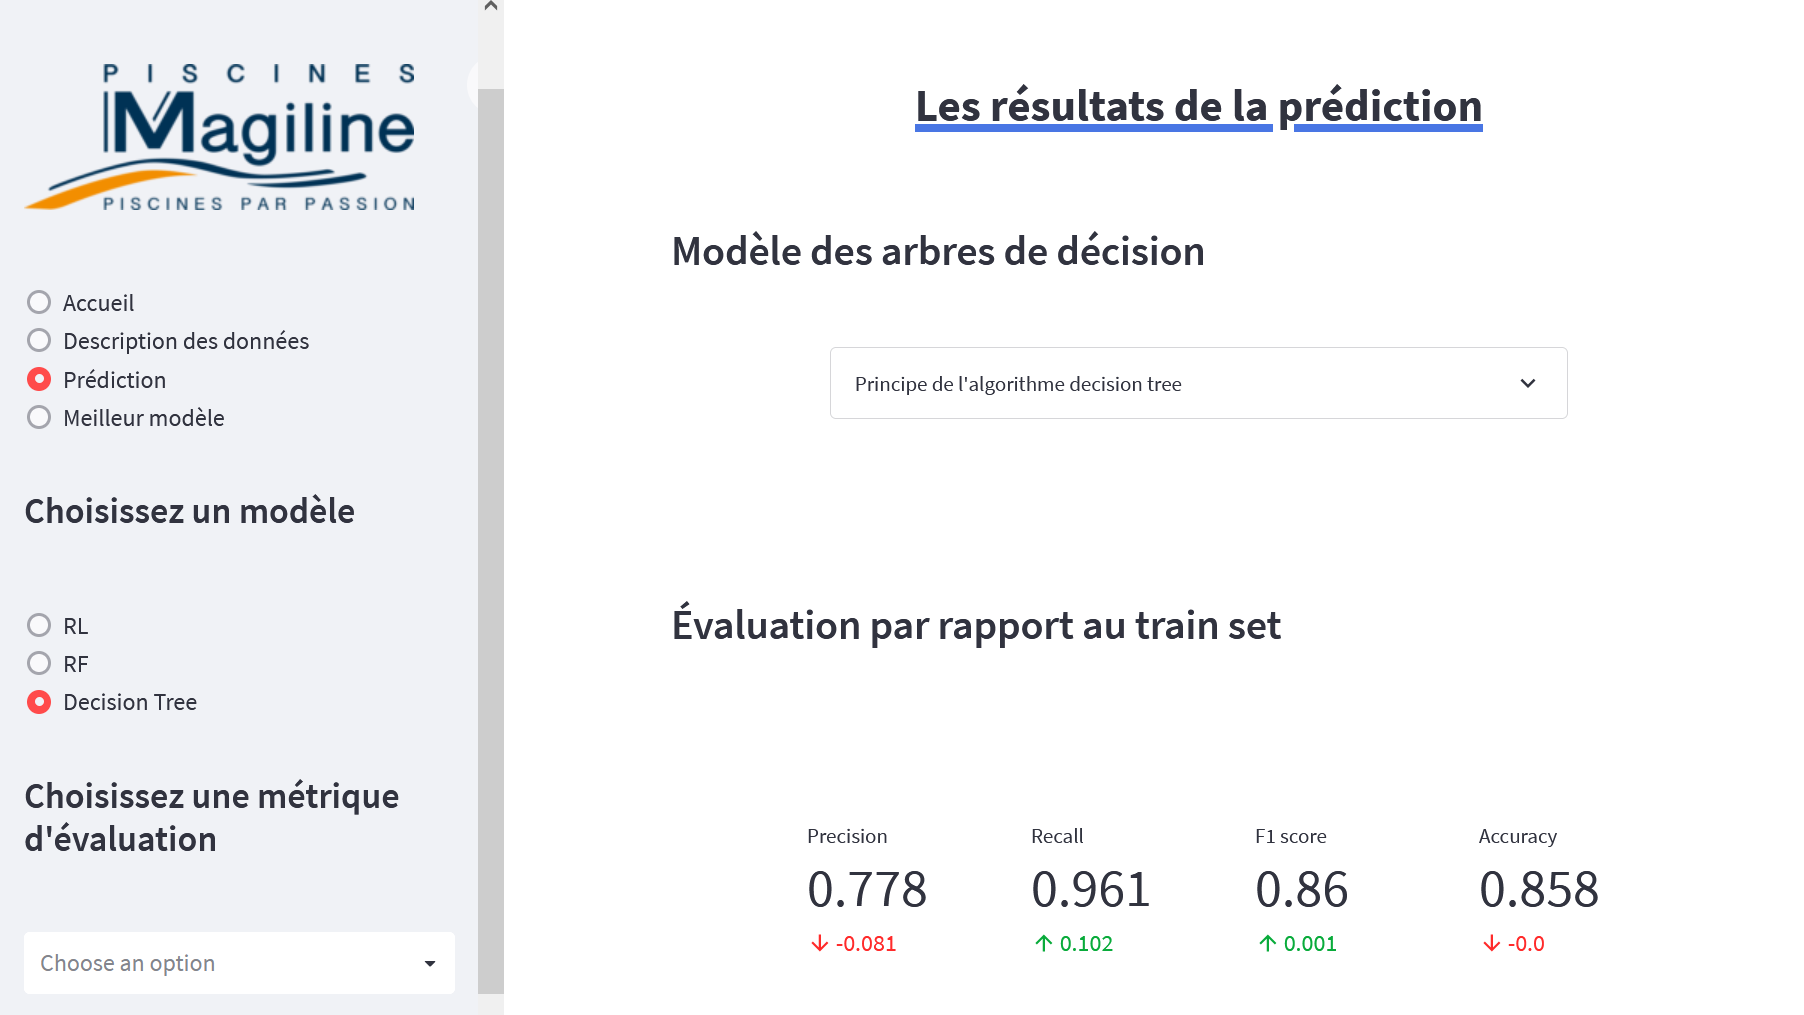 PISCINES
Magiline
PISCINES PAR PASSION
Accueil
Description des données
Prédiction
Meilleur modèle
Choisissez un modèle
RL
RF
Decision Tree
Choisissez une métrique
d'évaluation
Choose an option
Les résultats de la prédiction
Modèle des arbres de décision
Principe de l'algorithme decision tree
Évaluation par rapport au train set
Precision
0.778
-0.081
Recall
0.961
0.102
F1 score
0.86
0.001
Accuracy
0.858
-0.0